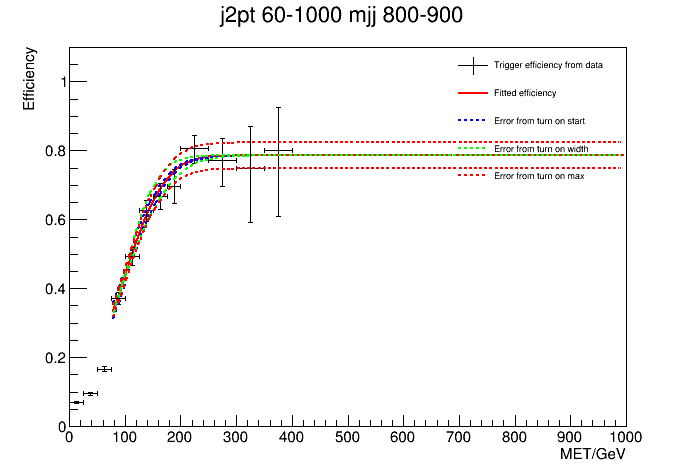 j2pt 60-1000 mjj 800-900
Efficiency
1
0.8
0.6
0.4
0.2
0
Trigger efficiency from data
Fitted efficiency
Error from turn on start
Error from turn on width
Error from turn on max
0 100 200 300 400 500 600 700 800 900 1000
MET/GeV